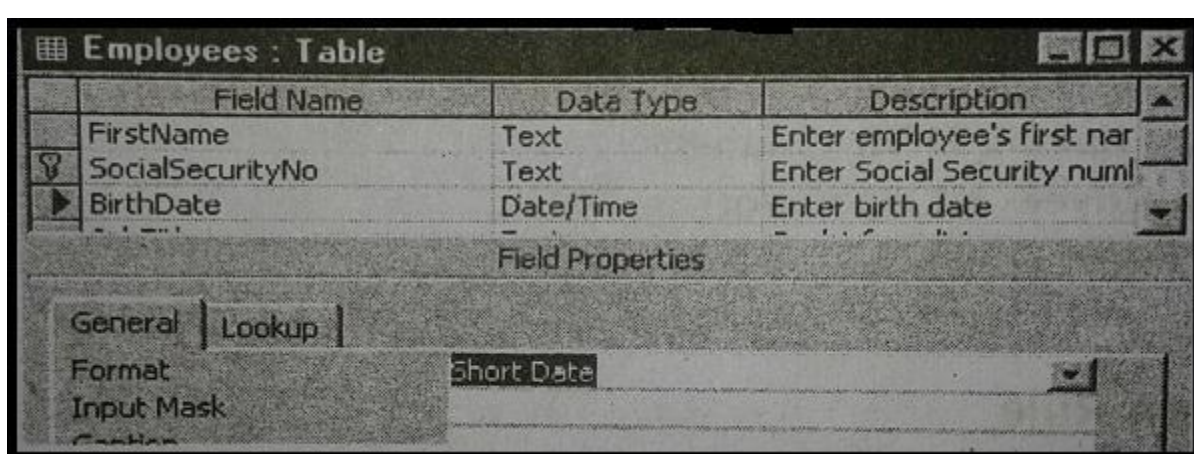 Employees : Table
Field Name Data Type Description
FirstName Text Enter employee's first nar
SocialSecurityNo Text Enter Social Security numl
BirthDate Date/Time Enter birth date
Field Properties
General Lookup
Format Short Date
Input Mask